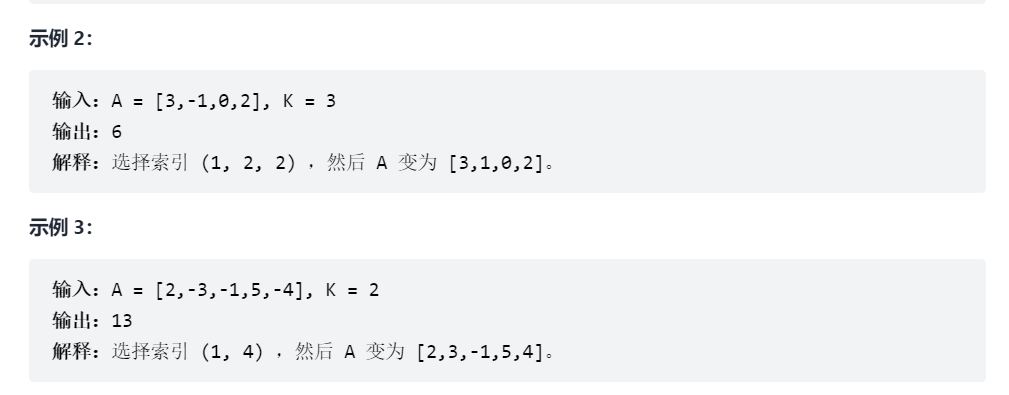 示例 2：
输入：A = [3,-1,0,2], K = 3
输出：6
解释：选择索引 (1, 2, 2) ，然后 A 变为 [3,1,0,2]。
示例 3：
输入：A = [2,-3,-1,5,-4], K = 2
输出：13
解释：选择索引 (1, 4) ，然后 A 变为 [2,3,-1,5,4]。